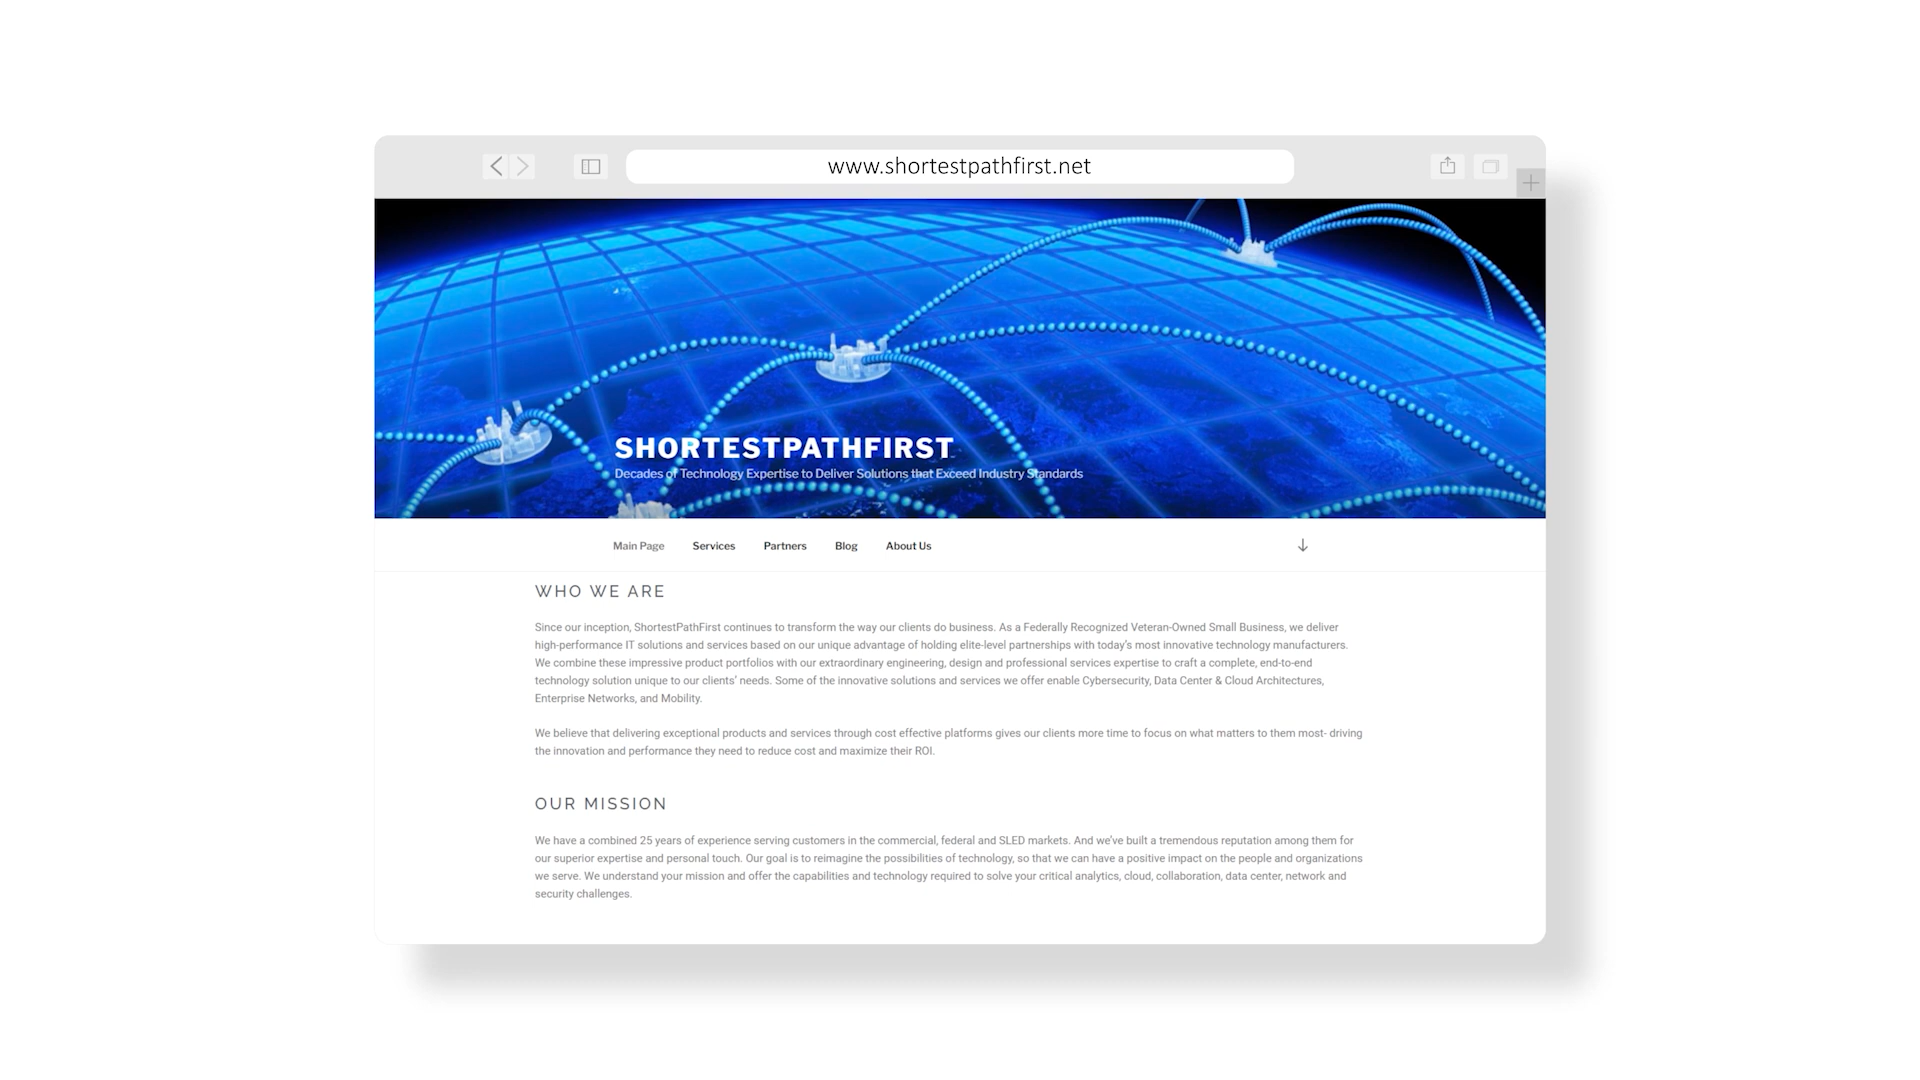 www.shortestpathfirst.net
SHORTESTPATHFIRST
Decades of Technology Expertise to Deliver Solutions that Exceed Industry Standards
Main Page Services Partners Blog About Us
WHO WE ARE
Since our inception, ShortestPathFirst continues to transform the way our clients do business. As a Federally Recognized Veteran-Owned Small Business, we deliver
high-performance IT solutions and services based on our unique advantage of holding elite-level partnerships with today's most innovative technology manufacturers.
We combine these impressive product portfolios with our extraordinary engineering, design and professional services expertise to craft a complete, end-to-end
technology solution unique to our clients' needs. Some of the innovative solutions and services we offer enable Cybersecurity, Data Center & Cloud Architectures,
Enterprise Networks, and Mobility.
We believe that delivering exceptional products and services through cost effective platforms gives our clients more time to focus on what matters to them most- driving
the innovation and performance they need to reduce cost and maximize their ROI.
OUR MISSION
We have a combined 25 years of experience serving customers in the commercial, federal and SLED markets. And we've built a tremendous reputation among them for
our superior expertise and personal touch. Our goal is to reimagine the possibilities of technology, so that we can have a positive impact on the people and organizations
we serve. We understand your mission and offer the capabilities and technology required to solve your critical analytics, cloud, collaboration, data center, network and
security challenges.